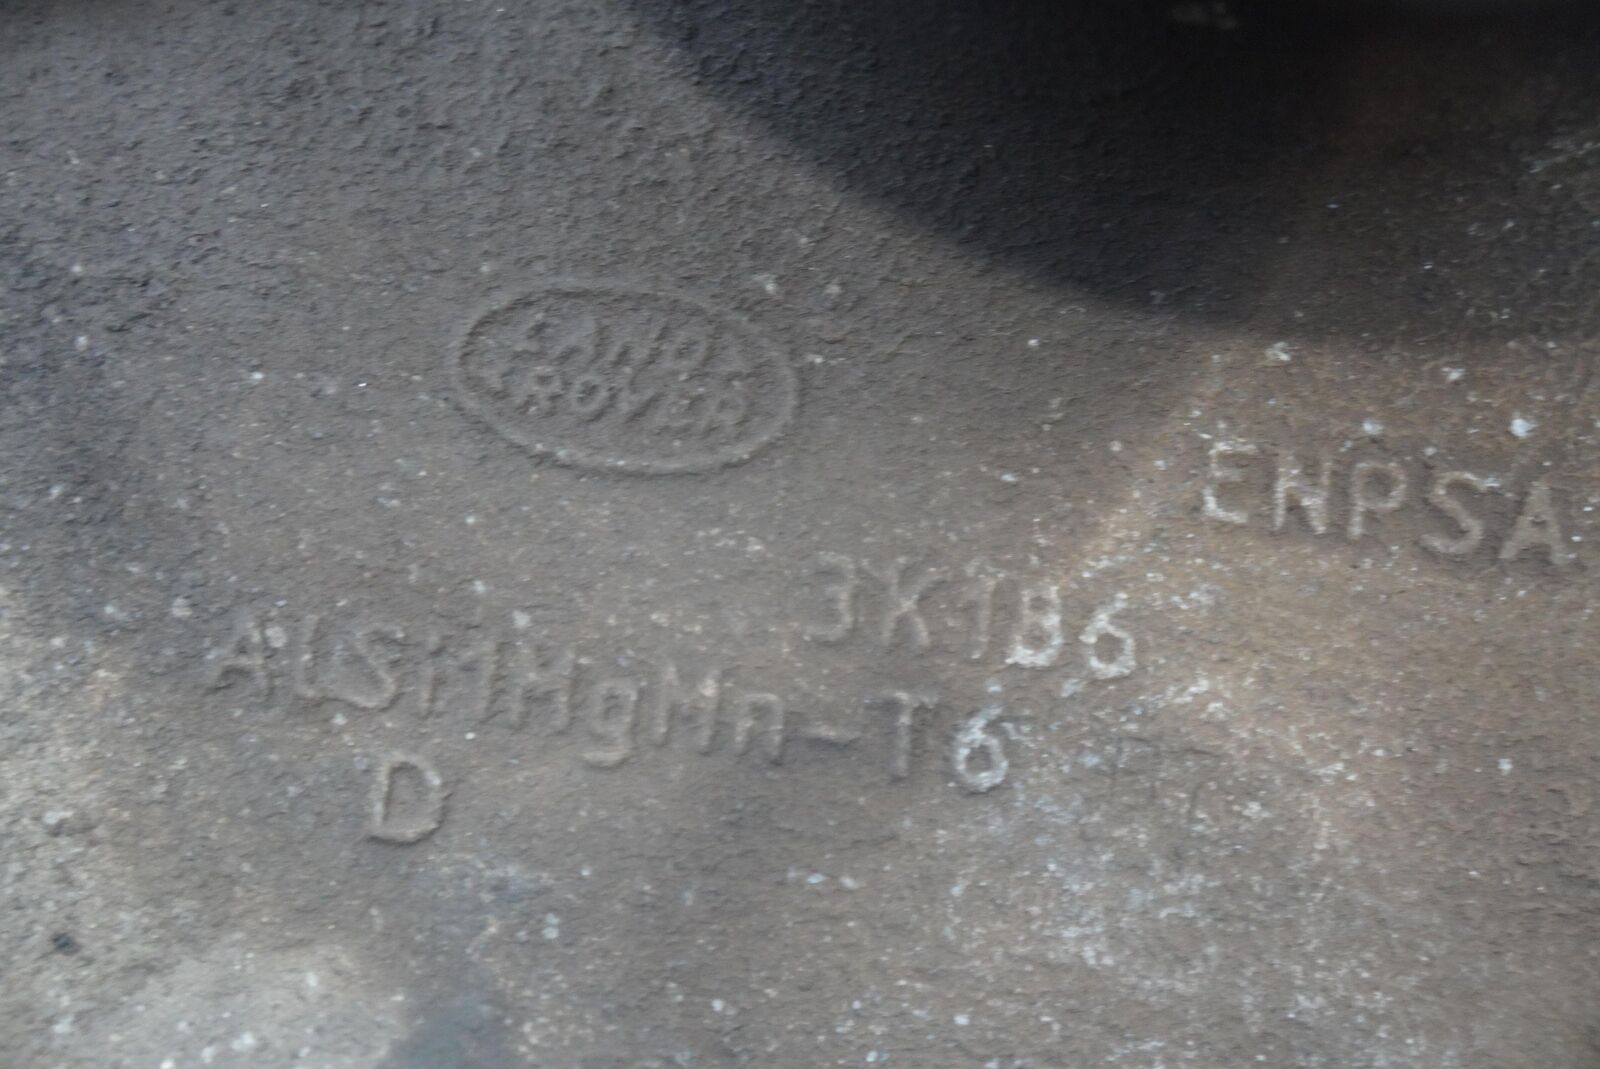 LAND
ROVER
ENPSA
3K186
ALSi1MgMn-T6
D